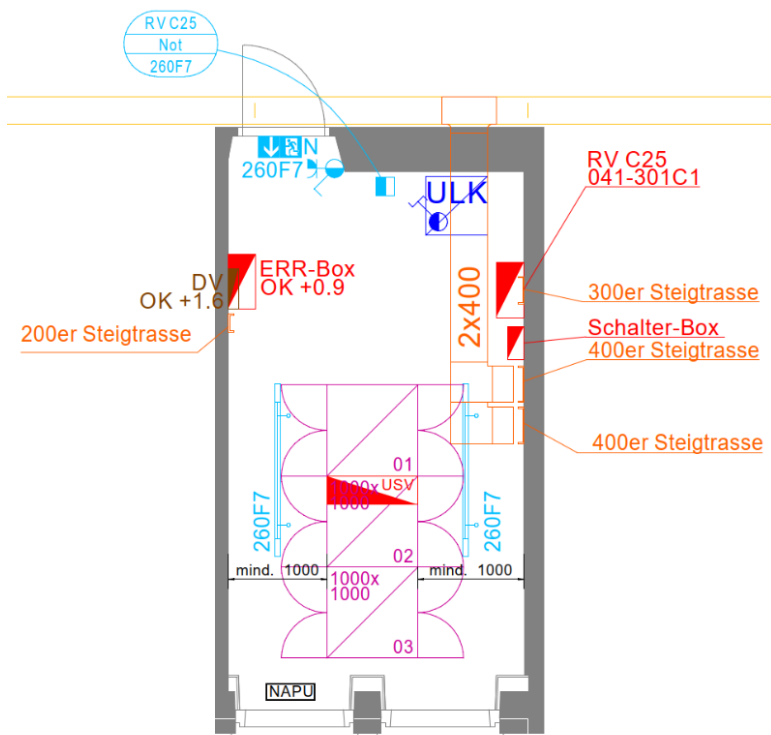 RV C25
Not
260F7
N
260F7
ULK
RV C25
041-301C1
ERR-Box
OK +0.9
DV
OK +1.6
2x400
300er Steigtrasse
200er Steigtrasse
Schalter-Box
400er Steigtrasse
400er Steigtrasse
01
USV
1000x
1000
260F7
260F7
02
mind. 1000
mind. 1000
1000x
1000
03
NAPU